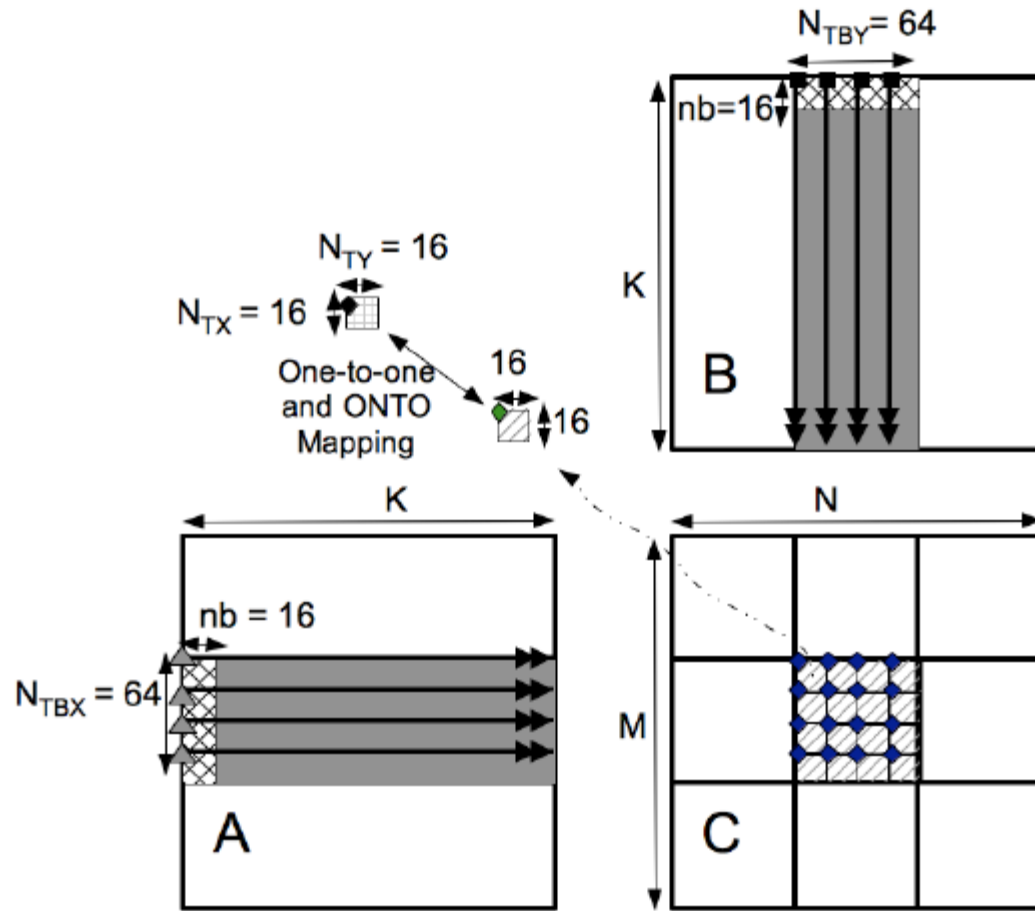 N_TBY = 64
nb=16
K
B
N_TY = 16
N_TX = 16
One-to-one
and ONTO
Mapping
16
16
K
nb = 16
N_TBX = 64
A
N
M
C